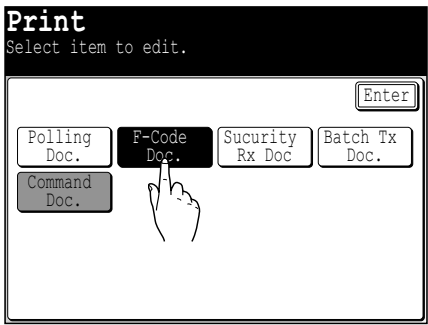 Print
Select item to edit.
Enter
Polling
Doc.
F-Code
Doc.
Sucurity
Rx Doc
Batch Tx
Doc.
Command
Doc.